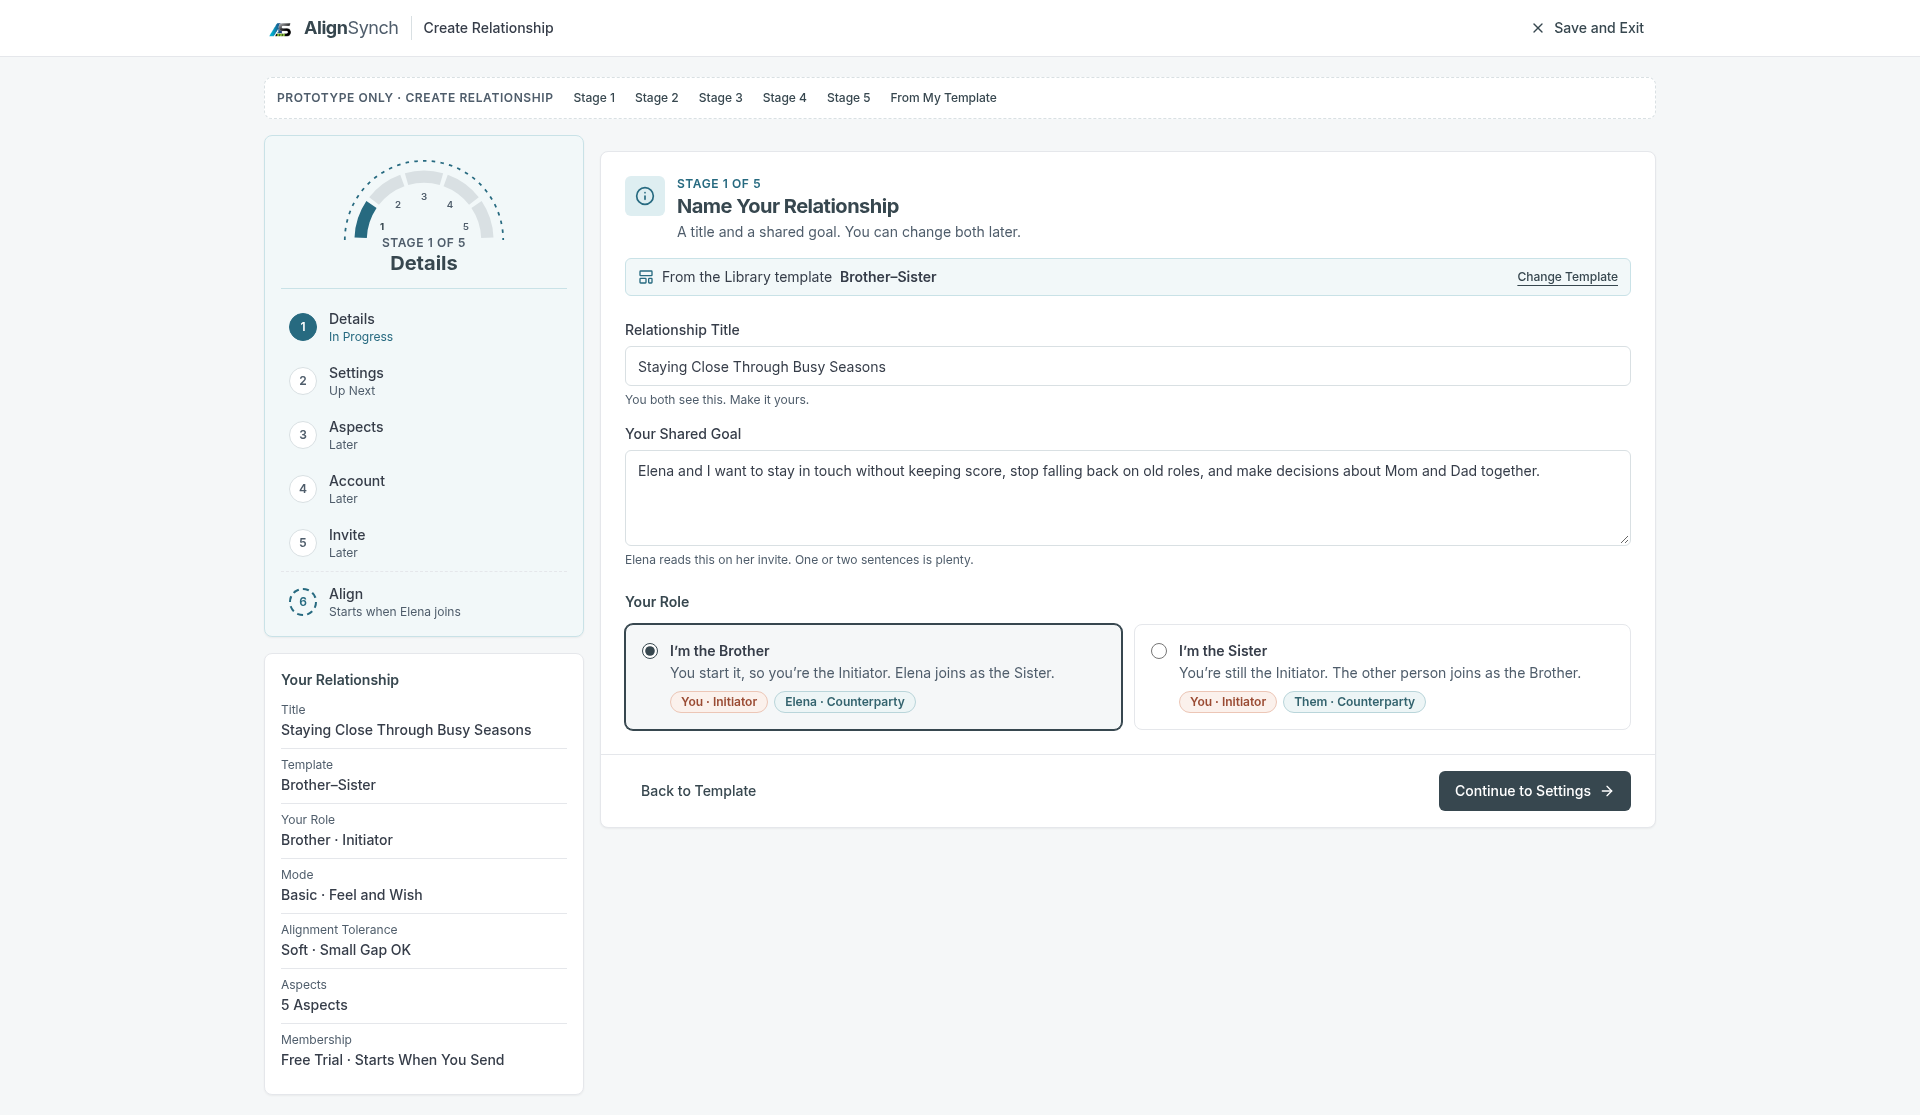 AlignSynch
Create Relationship
Save and Exit
PROTOTYPE ONLY · CREATE RELATIONSHIP
Stage 1
Stage 2
Stage 3
Stage 4
Stage 5
From My Template
1
2
3
4
5
STAGE 1 OF 5
Details
1
Details
In Progress
2
Settings
Up Next
3
Aspects
Later
4
Account
Later
5
Invite
Later
6
Align
Starts when Elena joins
Your Relationship
Title
Staying Close Through Busy Seasons
Template
Brother–Sister
Your Role
Brother · Initiator
Mode
Basic · Feel and Wish
Alignment Tolerance
Soft · Small Gap OK
Aspects
5 Aspects
Membership
Free Trial · Starts When You Send
STAGE 1 OF 5
Name Your Relationship
A title and a shared goal. You can change both later.
From the Library template Brother–Sister
Change Template
Relationship Title
Staying Close Through Busy Seasons
You both see this. Make it yours.
Your Shared Goal
Elena and I want to stay in touch without keeping score, stop falling back on old roles, and make decisions about Mom and Dad together.
Elena reads this on her invite. One or two sentences is plenty.
Your Role
I’m the Brother
You start it, so you’re the Initiator. Elena joins as the Sister.
You · Initiator
Elena · Counterparty
I’m the Sister
You’re still the Initiator. The other person joins as the Brother.
You · Initiator
Them · Counterparty
Back to Template
Continue to Settings